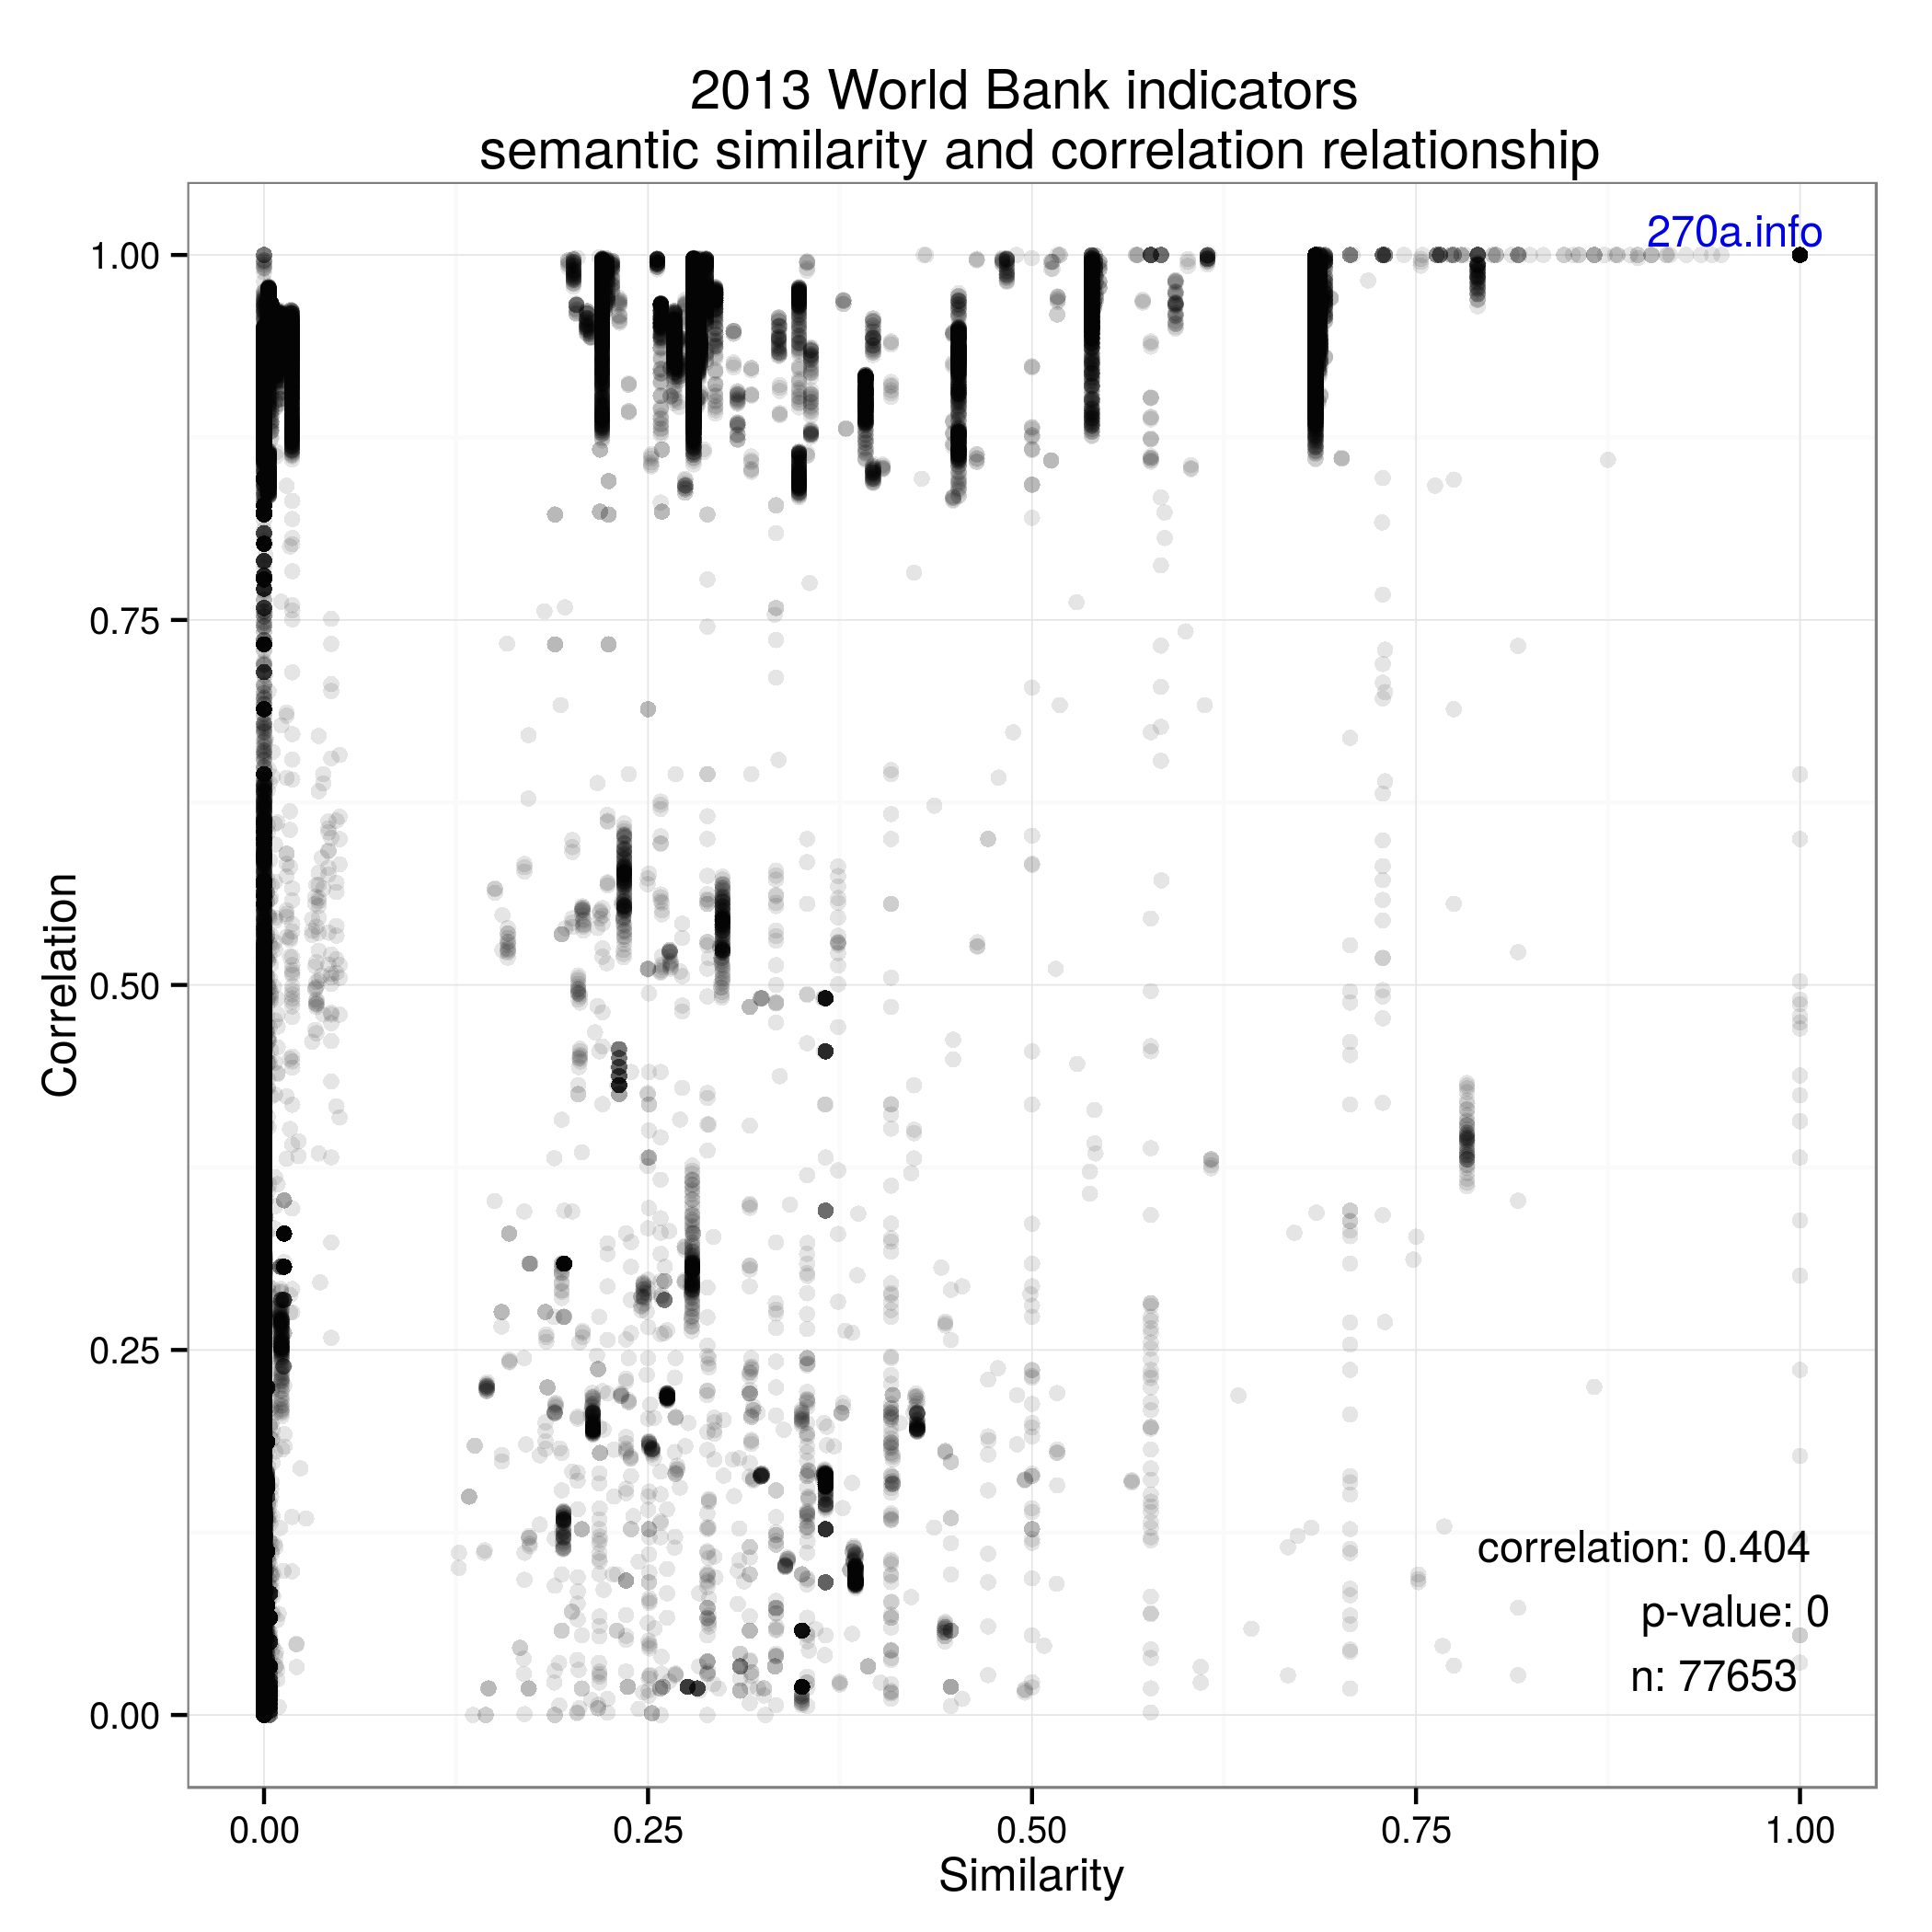 2013 World Bank indicators
semantic similarity and correlation relationship
270a.info
1.00
0.75
0.50
0.25
0.00
Correlation
correlation: 0.404
p-value: 0
n: 77653
0.00 0.25 0.50 0.75 1.00
Similarity